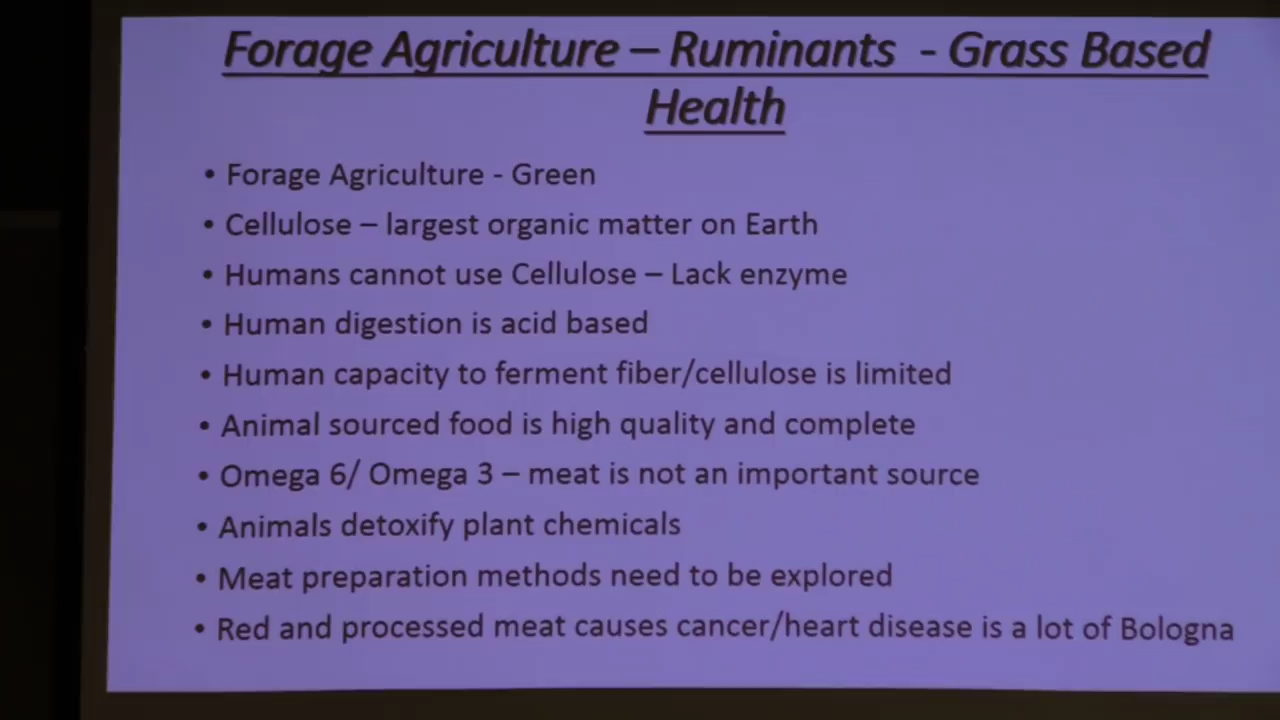 Forage Agriculture – Ruminants - Grass Based
Health
• Forage Agriculture - Green
• Cellulose – largest organic matter on Earth
• Humans cannot use Cellulose – Lack enzyme
• Human digestion is acid based
• Human capacity to ferment fiber/cellulose is limited
• Animal sourced food is high quality and complete
• Omega 6/ Omega 3 – meat is not an important source
• Animals detoxify plant chemicals
• Meat preparation methods need to be explored
• Red and processed meat causes cancer/heart disease is a lot of Bologna